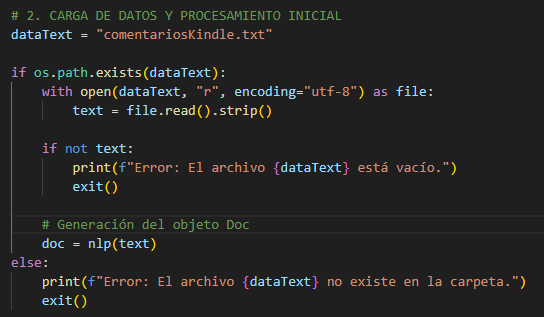 # 2. CARGA DE DATOS Y PROCESAMIENTO INICIAL
dataText = "comentariosKindle.txt"
if os.path.exists(dataText):
    with open(dataText, "r", encoding="utf-8") as file:
        text = file.read().strip()
    if not text:
        print(f"Error: El archivo {dataText} está vacío.")
        exit()
    # Generación del objeto Doc
    doc = nlp(text)
else:
    print(f"Error: El archivo {dataText} no existe en la carpeta.")
    exit()